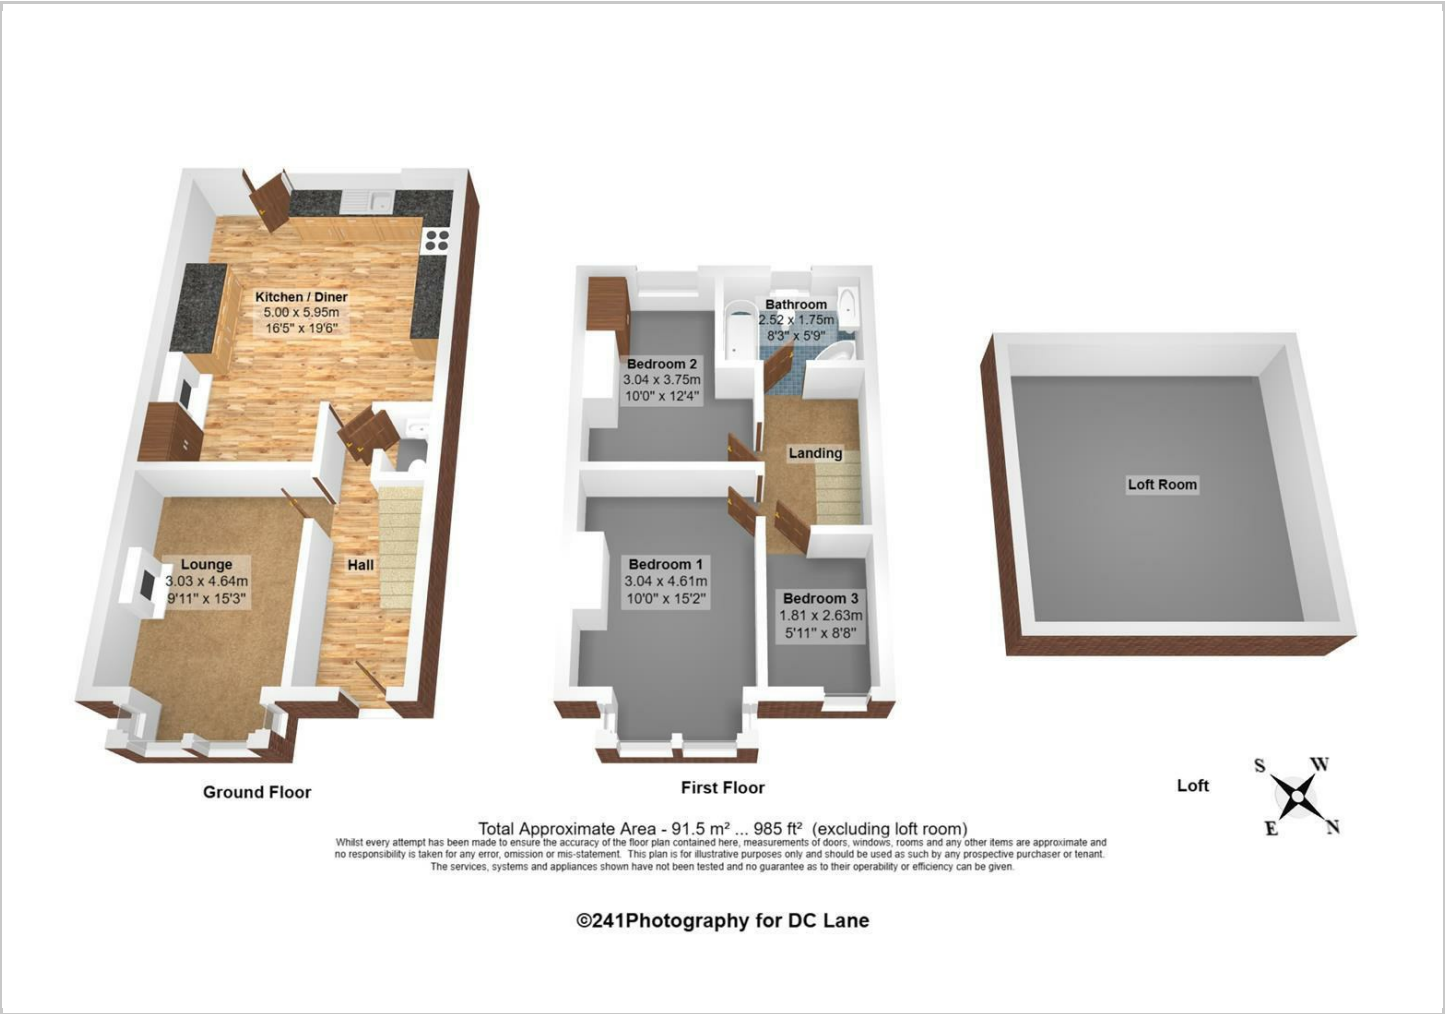 Kitchen / Diner
5.00 x 5.95m
16'5" x 19'6"
Lounge
3.03 x 4.64m
9'11" x 15'3"
Hall
Ground Floor
Bedroom 2
3.04 x 3.75m
10'0" x 12'4"
Bathroom
2.52 x 1.75m
8'3" x 5'9"
Landing
Bedroom 1
3.04 x 4.61m
10'0" x 15'2"
Bedroom 3
1.81 x 2.63m
5'11" x 8'8"
First Floor
Loft Room
Loft
S W
E N
Total Approximate Area - 91.5 m² ... 985 ft² (excluding loft room)
Whilst every attempt has been made to ensure the accuracy of the floor plan contained here, measurements of doors, windows, rooms and any other items are approximate and
no responsibility is taken for any error, omission or mis-statement. This plan is for illustrative purposes only and should be used as such by any prospective purchaser or tenant.
The services, systems and appliances shown have not been tested and no guarantee as to their operability or efficiency can be given.
©241Photography for DC Lane